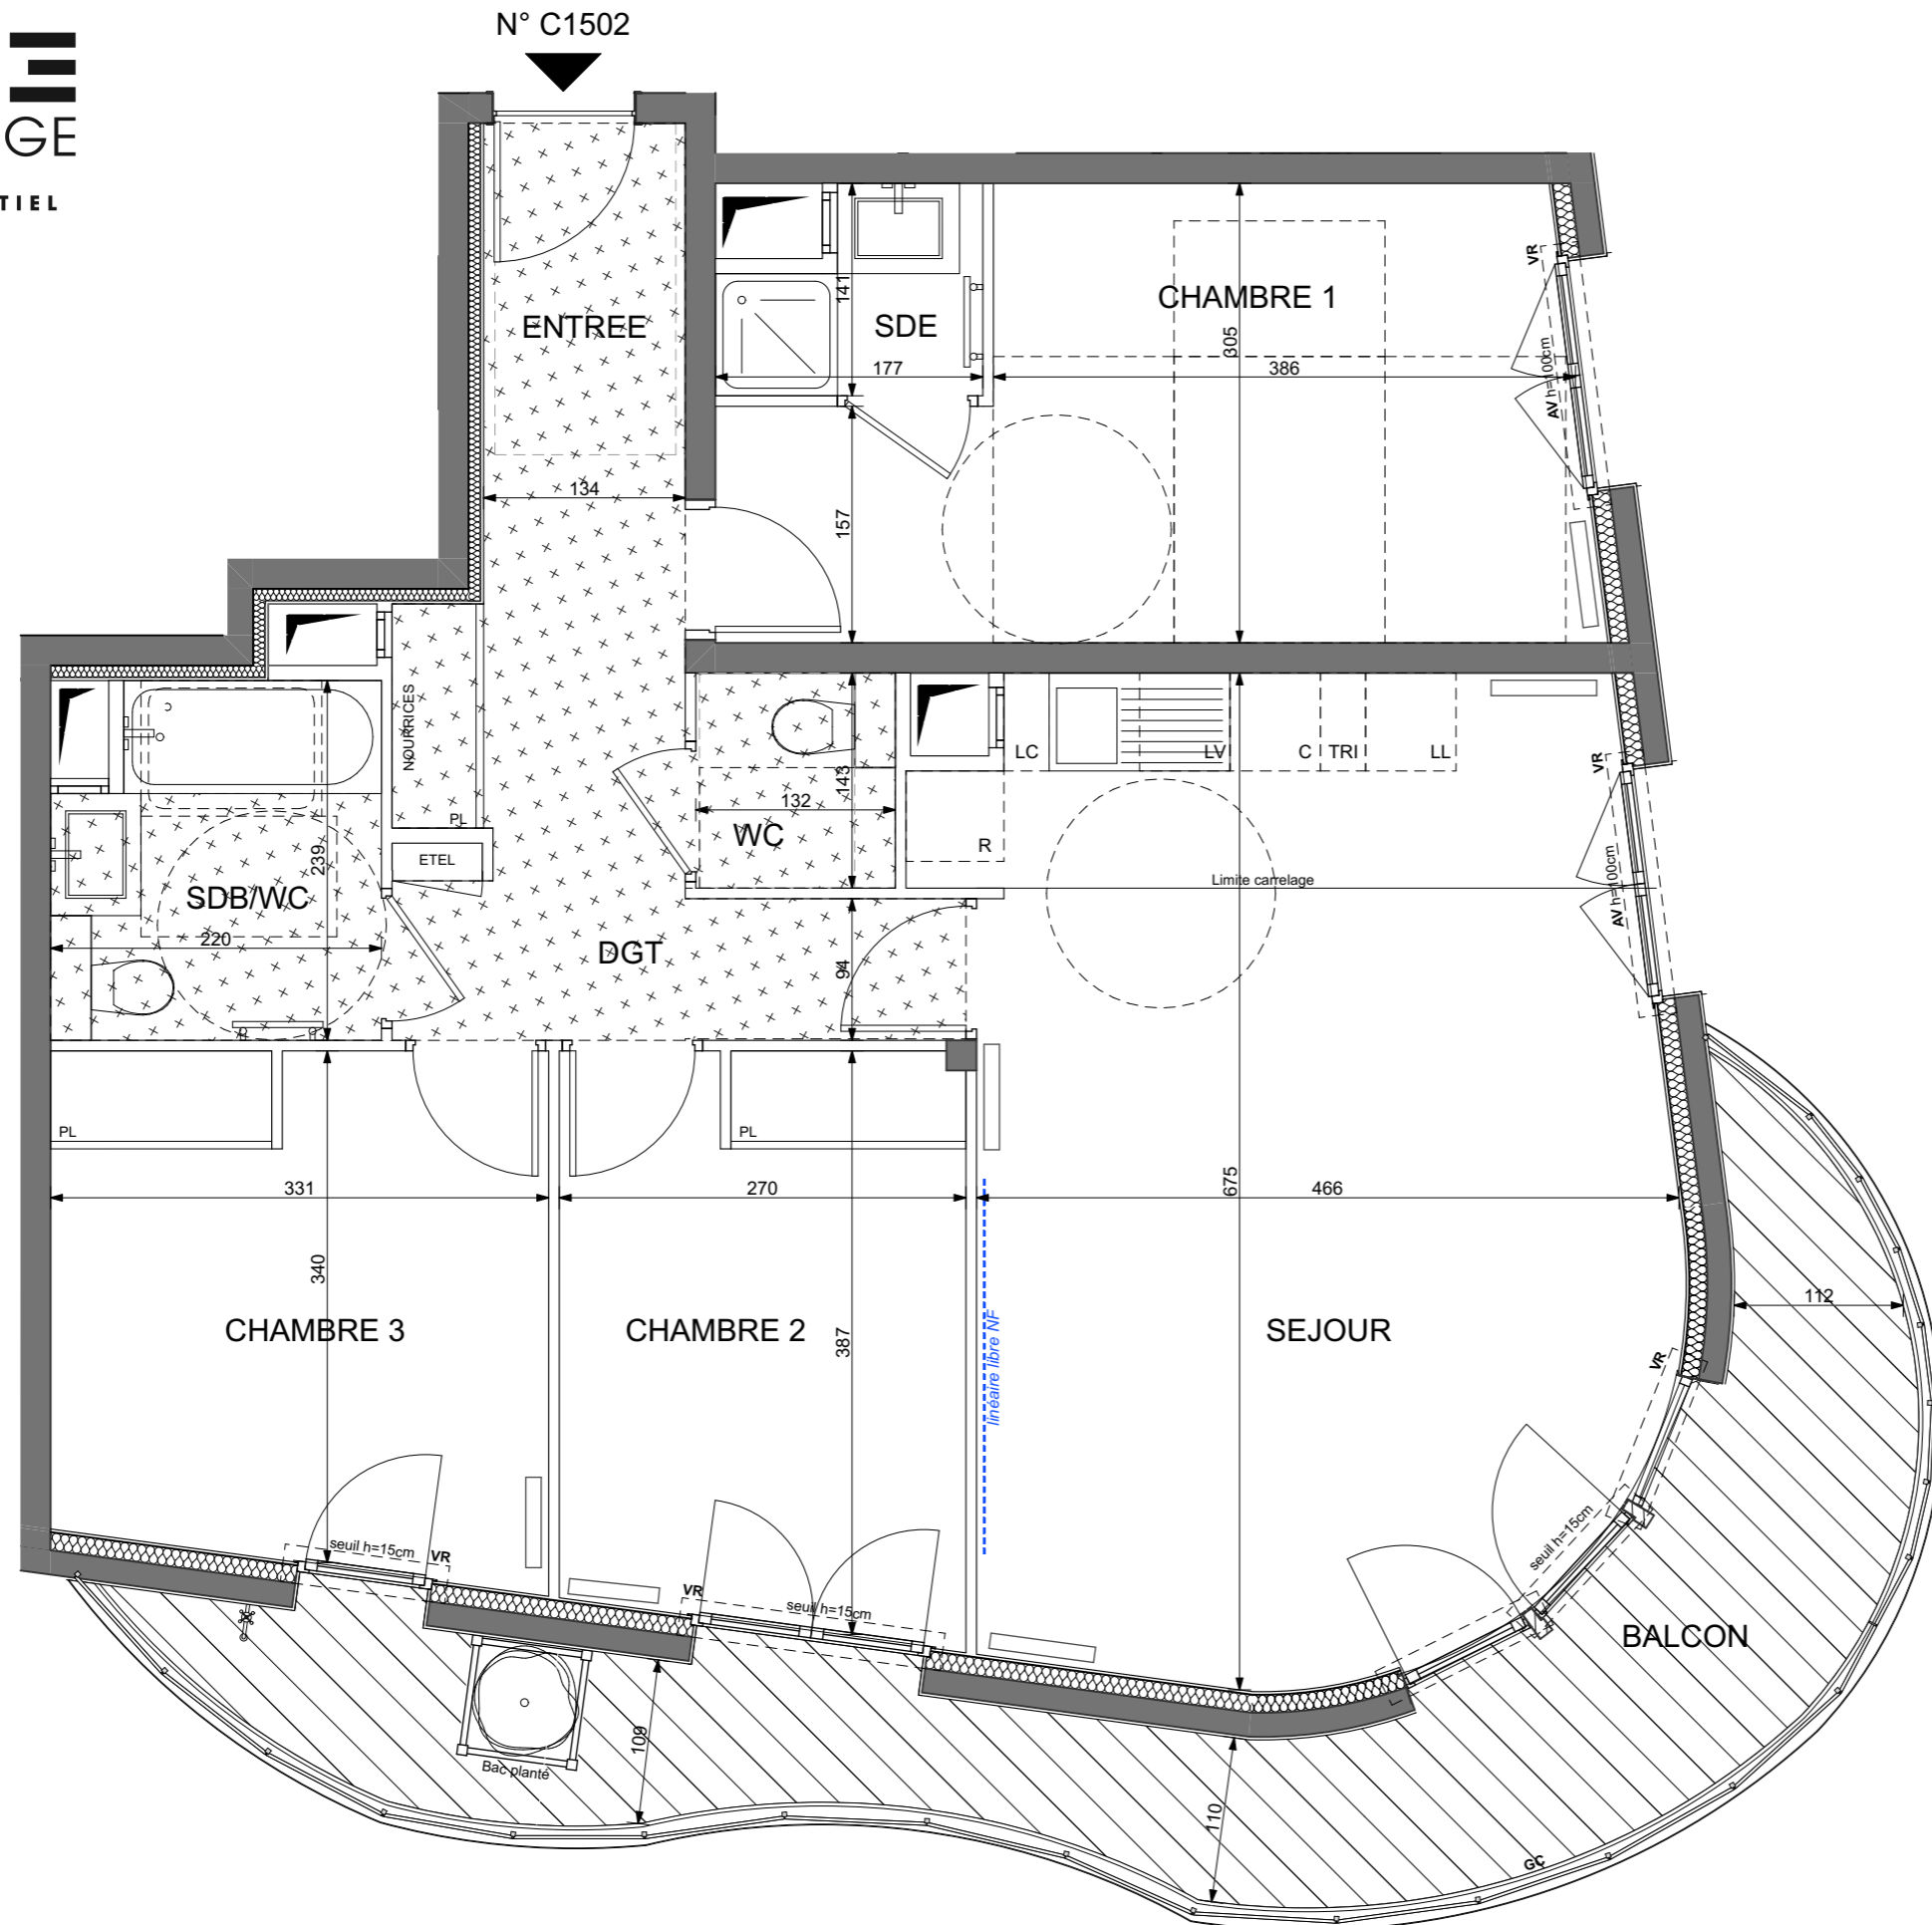 N° C1502
GE
TIEL
ENTREE
141
SDE
177
CHAMBRE 1
305
386
VR
AV h=100cm
134
157
NOURRICES
PL
ETEL
239
SDB/WC
220
143
132
WC
LC
LV
C
TRI
LL
R
Limite carrelage
VR
AV h=100cm
DGT
94
PL
PL
331
270
675
466
340
387
112
CHAMBRE 3
CHAMBRE 2
linéaire libre NF
SEJOUR
VR
seuil h=15cm
VR
seuil h=15cm
VR
seuil h=15cm
BALCON
109
Bac planté
110
GC